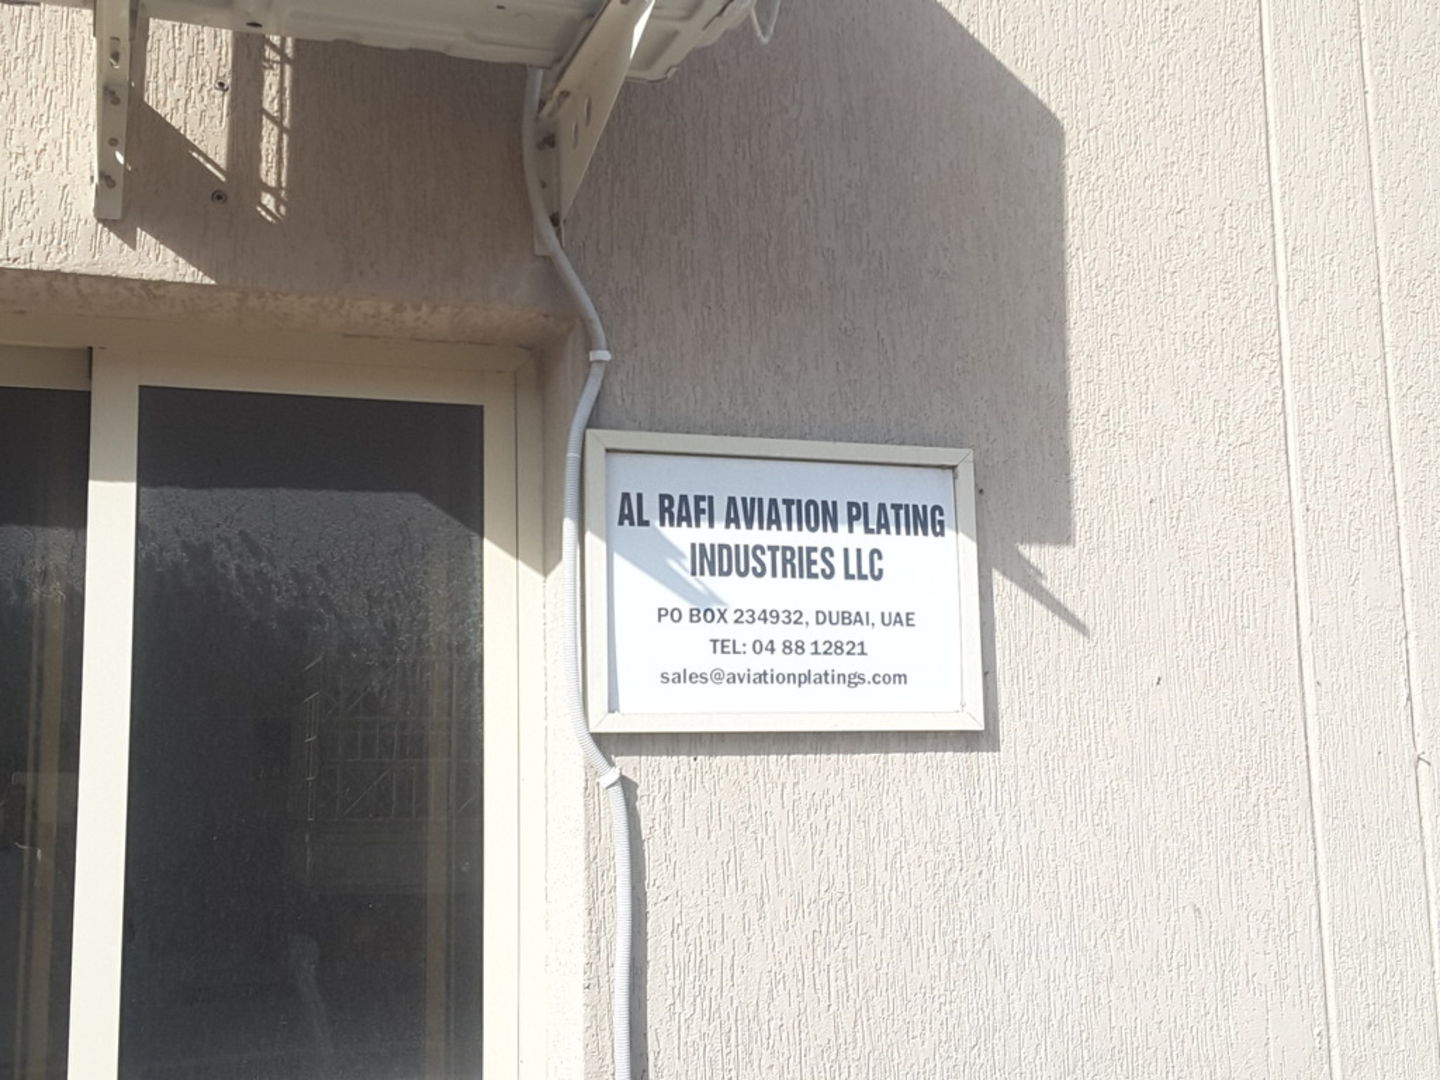 AL RAFI AVIATION PLATING
INDUSTRIES LLC
PO BOX 234932, DUBAI, UAE
TEL: 04 88 12821
sales@aviationplatings.com